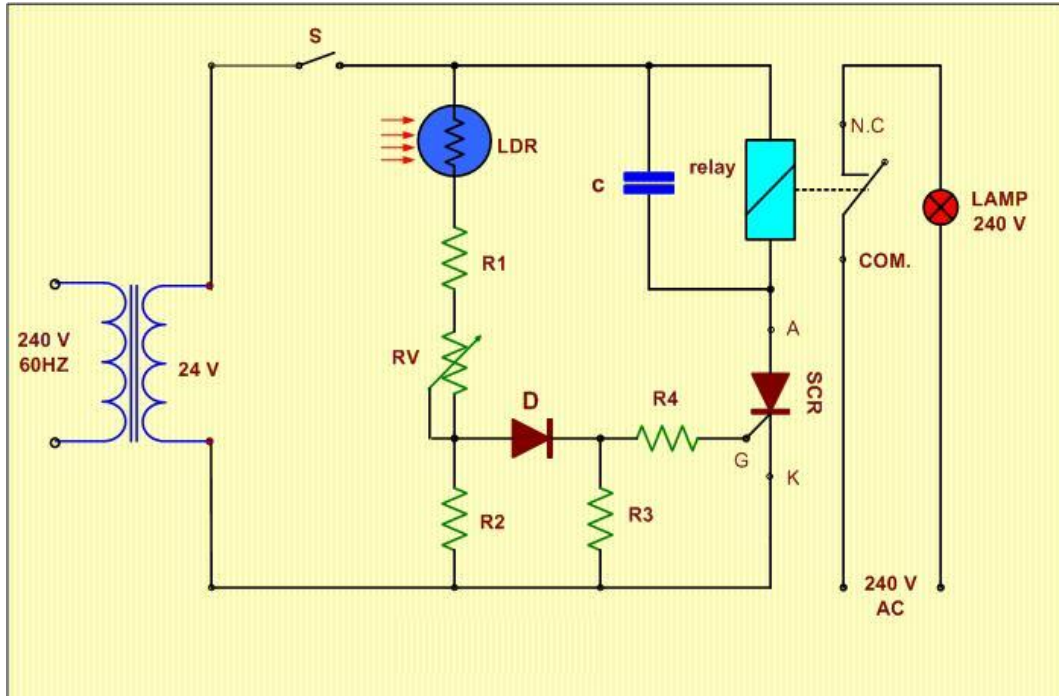 S
LDR
N.C
c
relay
LAMP
240 V
R1
COM.
240 V
60HZ
24 V
RV
A
SCR
D
R4
G
K
R2
R3
240 V
AC